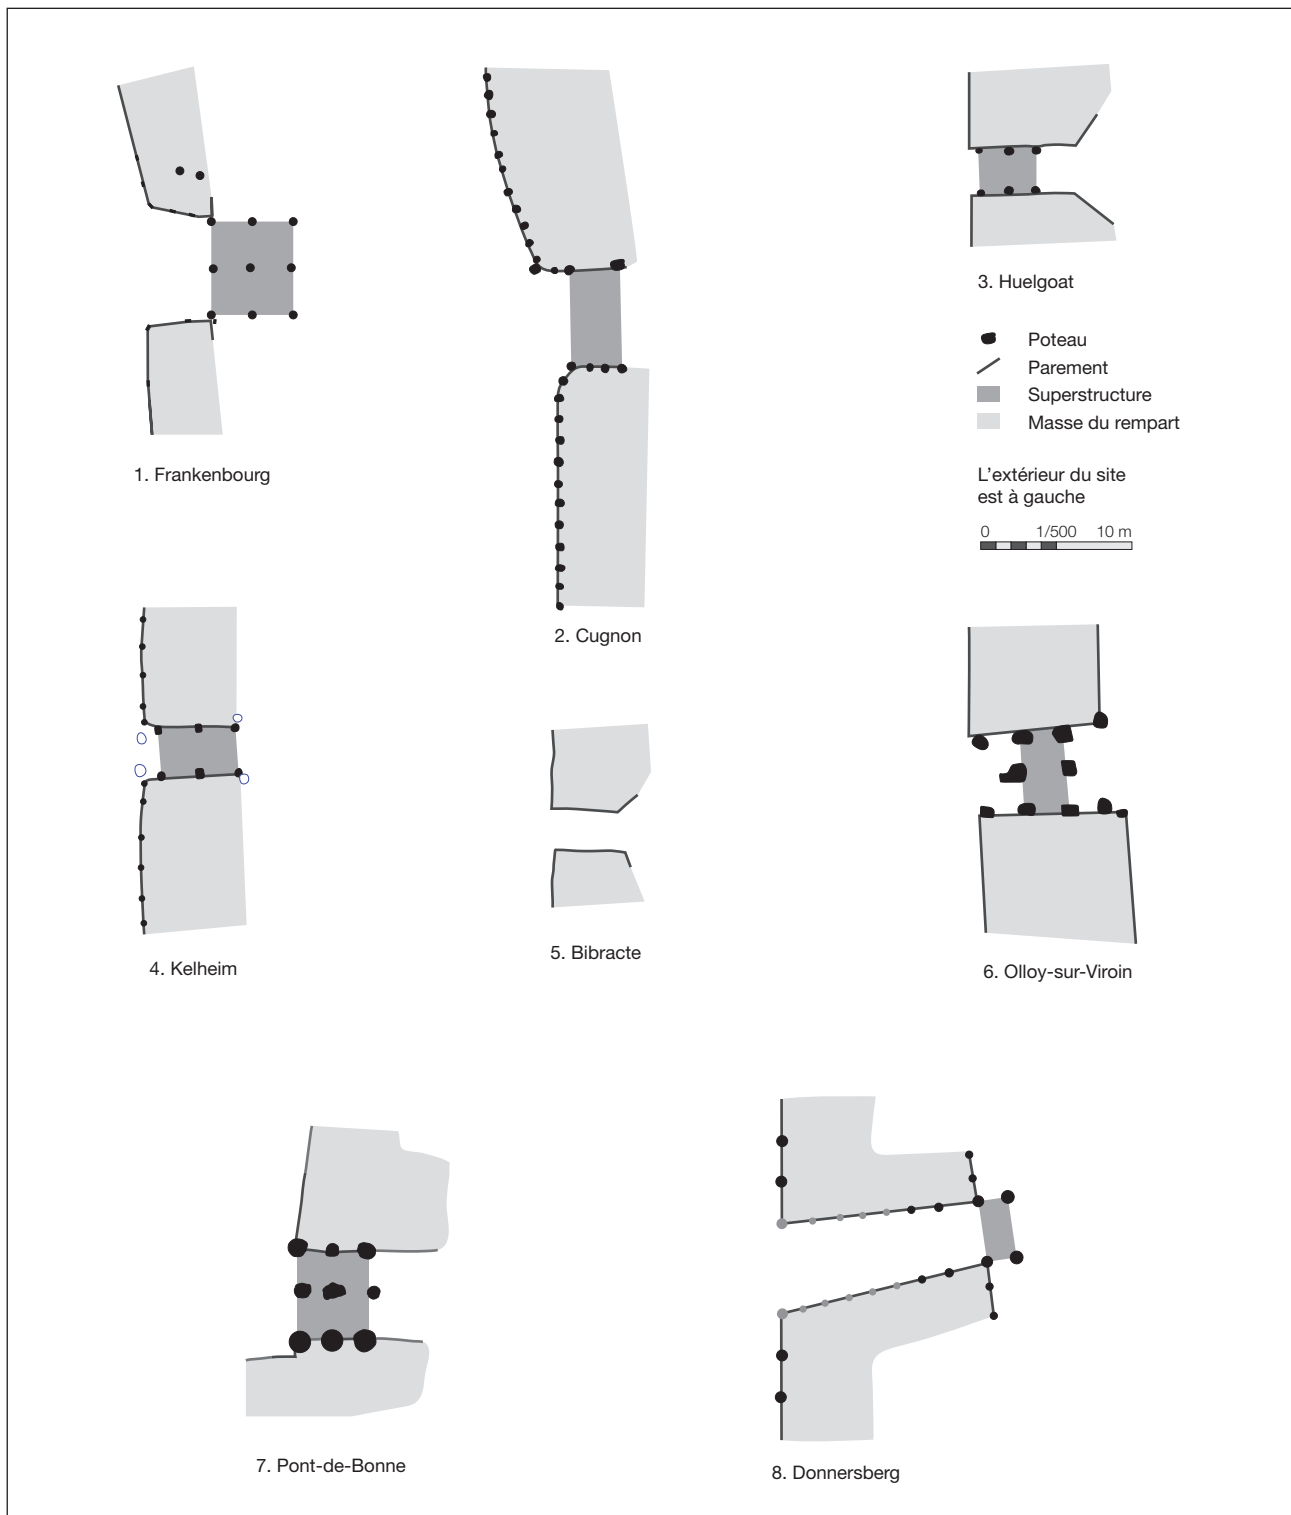 1. Frankenbourg
2. Cugnon
3. Huelgoat
Poteau
Parement
Superstructure
Masse du rempart
L'extérieur du site
est à gauche
0 1/500 10 m
4. Kelheim
5. Bibracte
6. Olloy-sur-Viroin
7. Pont-de-Bonne
8. Donnersberg